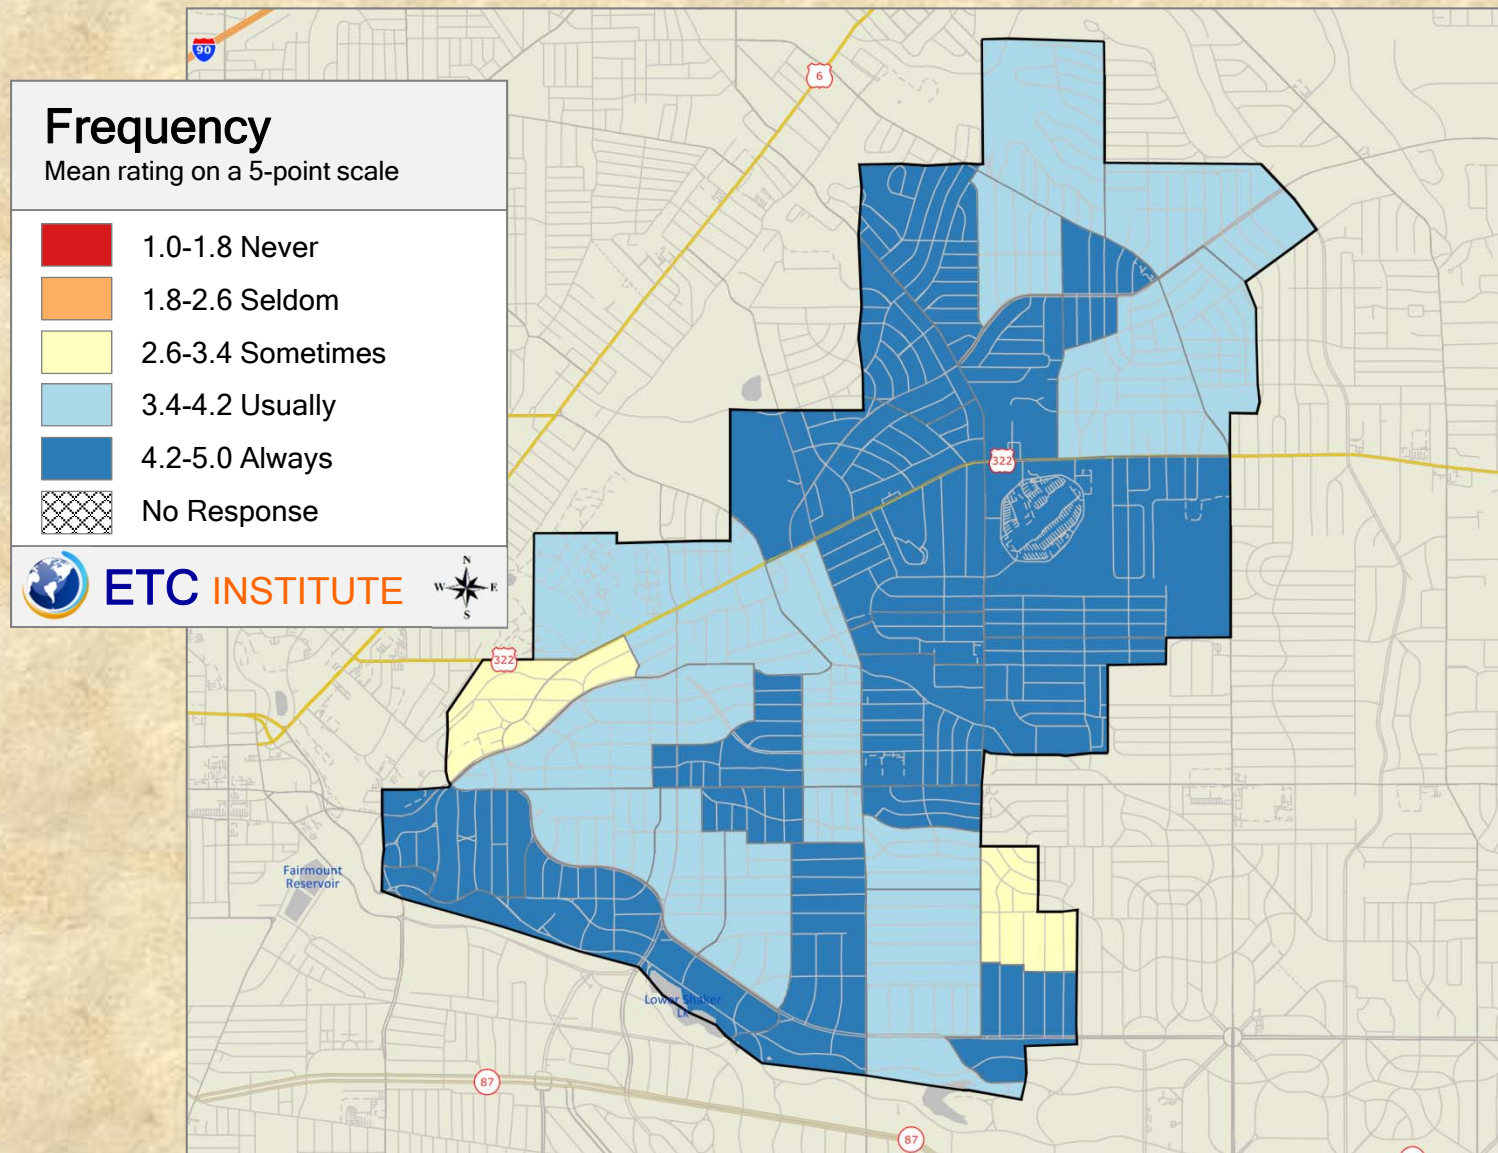 90
6
Frequency
Mean rating on a 5-point scale
1.0-1.8 Never
1.8-2.6 Seldom
2.6-3.4 Sometimes
3.4-4.2 Usually
4.2-5.0 Always
No Response
ETC INSTITUTE
N
W E
S
322
322
Fairmount
Reservoir
Lower Shaker
Lk
87
87